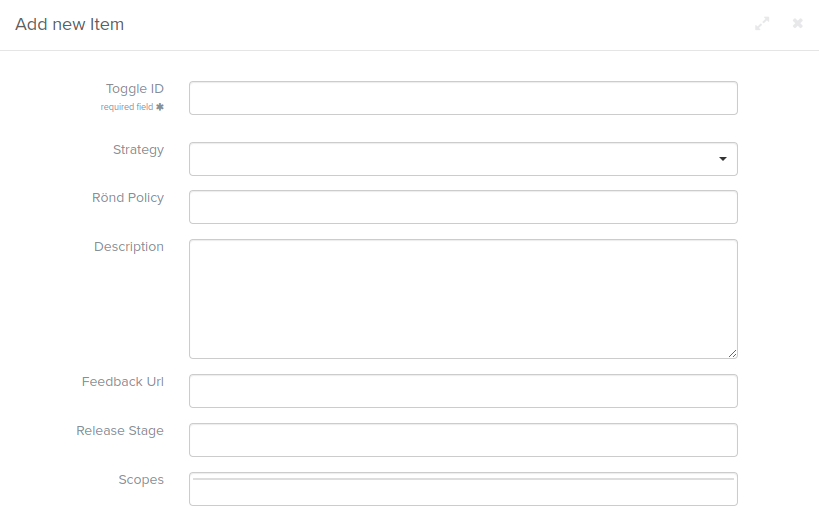 Add new Item
Toggle ID
required field ✱
Strategy
Rönd Policy
Description
Feedback Url
Release Stage
Scopes